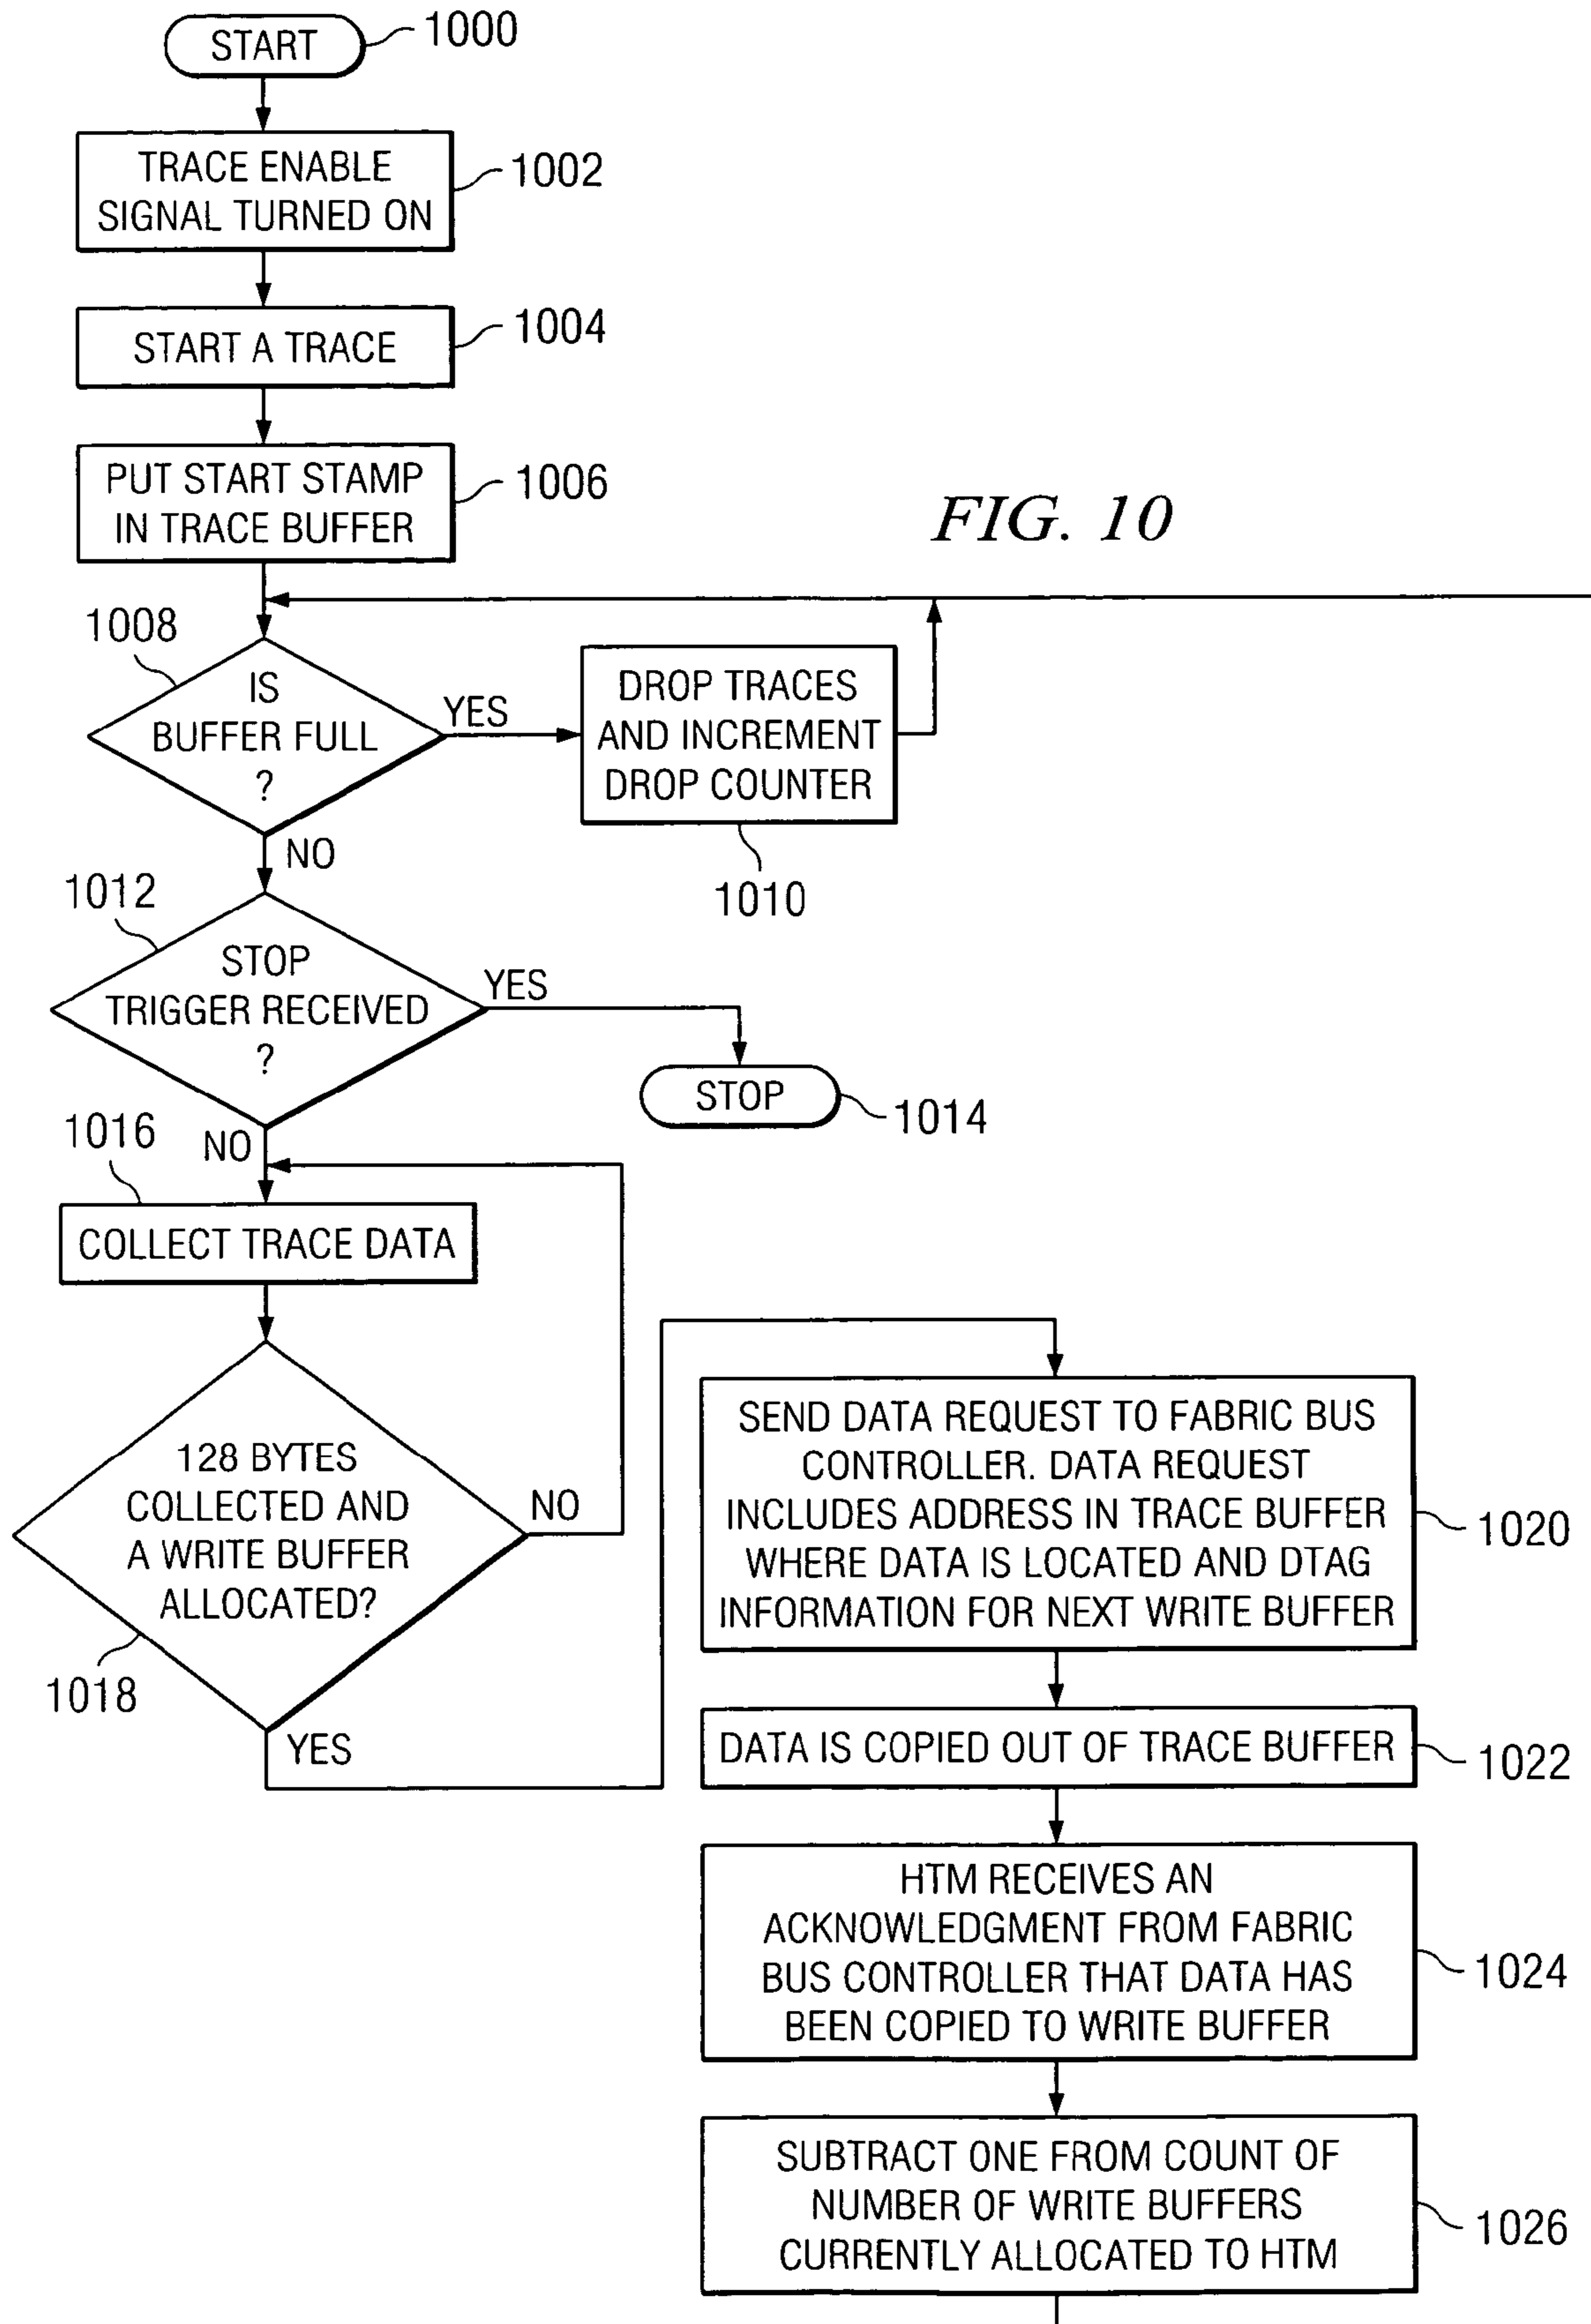 START
1000
TRACE ENABLE
SIGNAL TURNED ON
1002
START A TRACE
1004
PUT START STAMP
IN TRACE BUFFER
1006
FIG. 10
1008
IS
BUFFER FULL
?
YES
NO
DROP TRACES
AND INCREMENT
DROP COUNTER
1010
1012
STOP
TRIGGER RECEIVED
?
YES
NO
STOP
1014
1016
COLLECT TRACE DATA
128 BYTES
COLLECTED AND
A WRITE BUFFER
ALLOCATED?
NO
1018
YES
SEND DATA REQUEST TO FABRIC BUS
CONTROLLER. DATA REQUEST
INCLUDES ADDRESS IN TRACE BUFFER
WHERE DATA IS LOCATED AND DTAG
INFORMATION FOR NEXT WRITE BUFFER
1020
DATA IS COPIED OUT OF TRACE BUFFER
1022
HTM RECEIVES AN
ACKNOWLEDGMENT FROM FABRIC
BUS CONTROLLER THAT DATA HAS
BEEN COPIED TO WRITE BUFFER
1024
SUBTRACT ONE FROM COUNT OF
NUMBER OF WRITE BUFFERS
CURRENTLY ALLOCATED TO HTM
1026